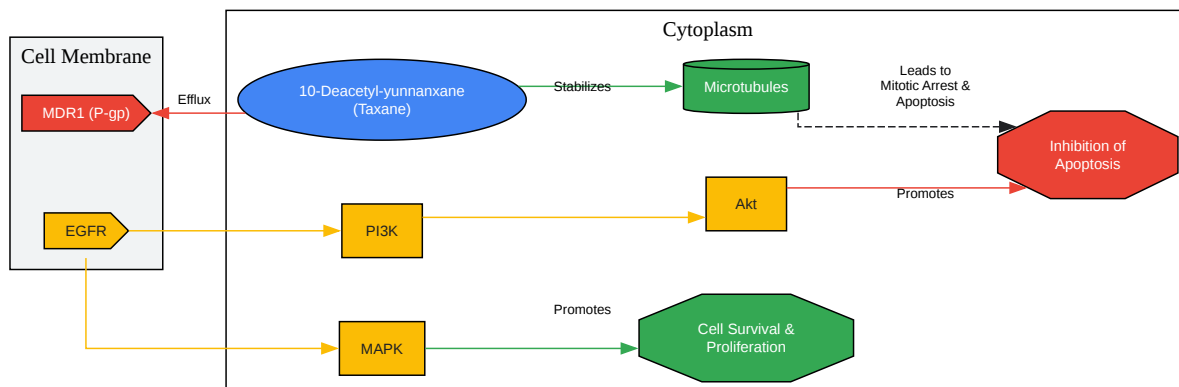 Cytoplasm
Cell Membrane
MDR1 (P-gp)
Efflux
10-Deacetyl-yunnanxane
(Taxane)
Stabilizes
Microtubules
Leads to
Mitotic Arrest &
Apoptosis
Inhibition of
Apoptosis
EGFR
PI3K
Akt
Promotes
MAPK
Promotes
Cell Survival &
Proliferation